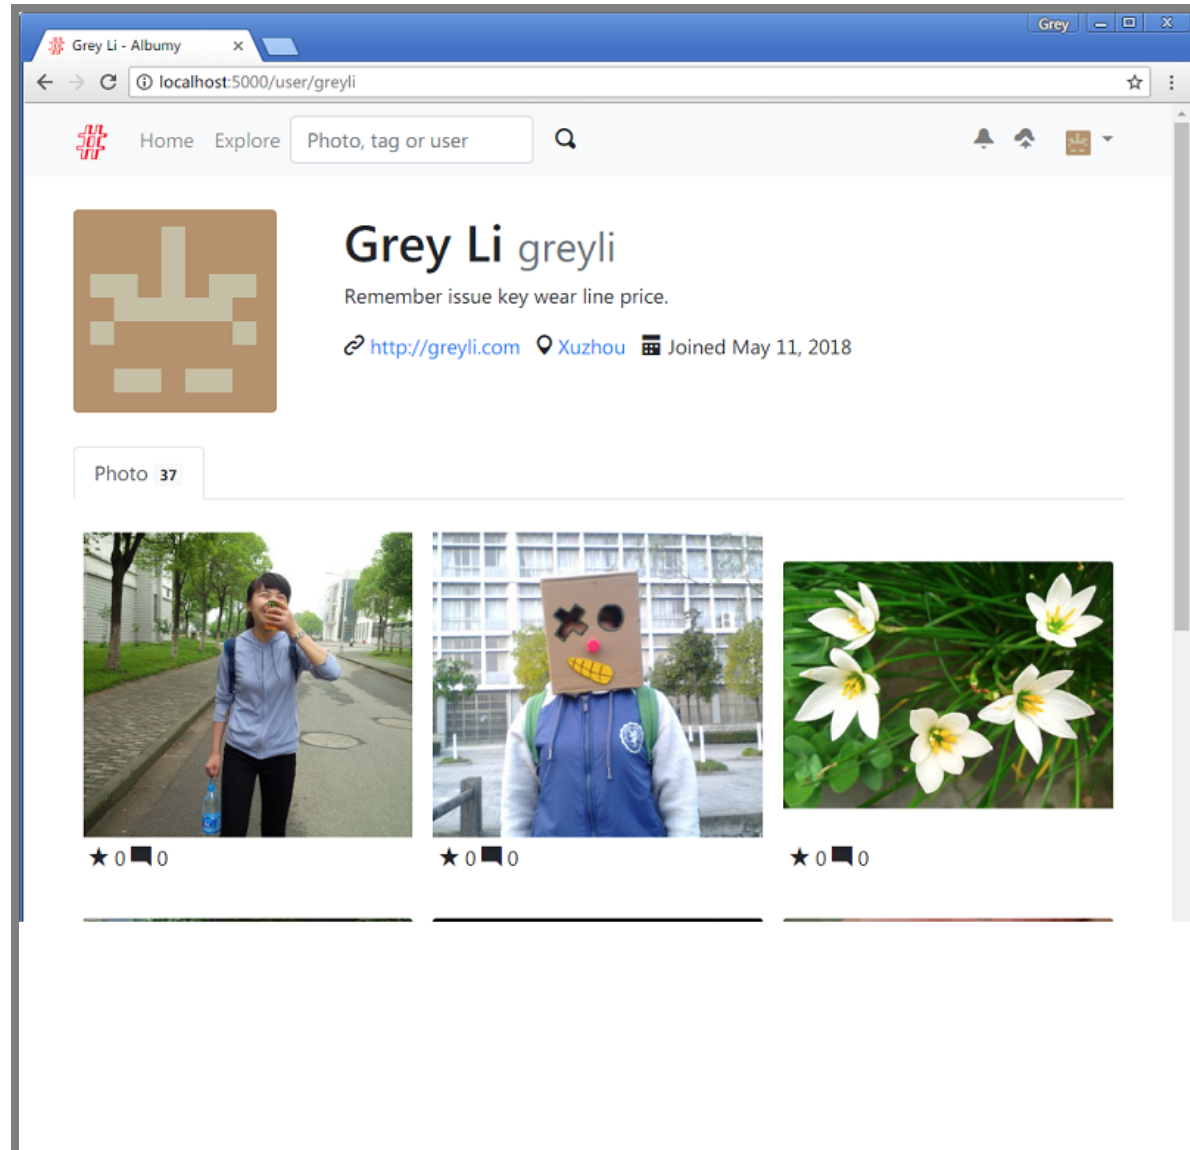 Grey
Grey Li - Albumy
localhost:5000/user/greyli
Home Explore Photo, tag or user
Grey Li greyli
Remember issue key wear line price.
http://greyli.com Xuzhou Joined May 11, 2018
Photo 37
0 0 0 0 0 0